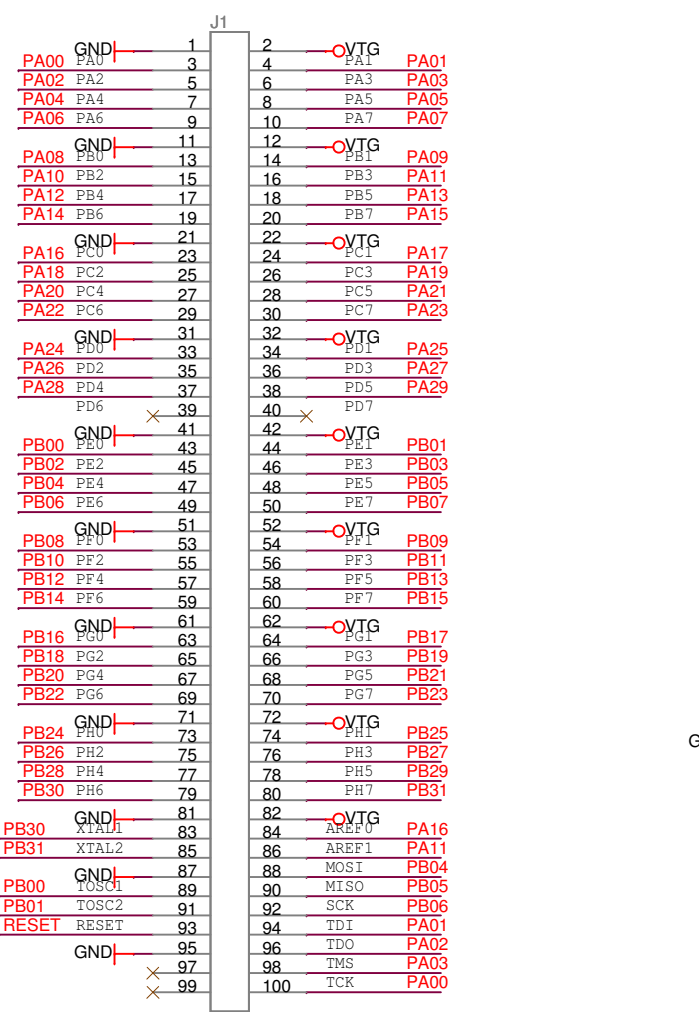 J1
GND 1 2 VTG
PA00 PA0 3 4 PA1 PA01
PA02 PA2 5 6 PA3 PA03
PA04 PA4 7 8 PA5 PA05
PA06 PA6 9 10 PA7 PA07
GND 11 12 VTG
PA08 PB0 13 14 PB1 PA09
PA10 PB2 15 16 PB3 PA11
PA12 PB4 17 18 PB5 PA13
PA14 PB6 19 20 PB7 PA15
GND 21 22 VTG
PA16 PC0 23 24 PC1 PA17
PA18 PC2 25 26 PC3 PA19
PA20 PC4 27 28 PC5 PA21
PA22 PC6 29 30 PC7 PA23
GND 31 32 VTG
PA24 PD0 33 34 PD1 PA25
PA26 PD2 35 36 PD3 PA27
PA28 PD4 37 38 PD5 PA29
PD6 39 40 PD7
GND 41 42 VTG
PB00 PE0 43 44 PE1 PB01
PB02 PE2 45 46 PE3 PB03
PB04 PE4 47 48 PE5 PB05
PB06 PE6 49 50 PE7 PB07
GND 51 52 VTG
PB08 PF0 53 54 PF1 PB09
PB10 PF2 55 56 PF3 PB11
PB12 PF4 57 58 PF5 PB13
PB14 PF6 59 60 PF7 PB15
GND 61 62 VTG
PB16 PG0 63 64 PG1 PB17
PB18 PG2 65 66 PG3 PB19
PB20 PG4 67 68 PG5 PB21
PB22 PG6 69 70 PG7 PB23
GND 71 72 VTG
PB24 PH0 73 74 PH1 PB25
PB26 PH2 75 76 PH3 PB27
PB28 PH4 77 78 PH5 PB29
PB30 PH6 79 80 PH7 PB31
GND 81 82 VTG
PB30 XTAL1 83 84 AREF0 PA16
PB31 XTAL2 85 86 AREF1 PA11
GND 87 88 MOSI PB04
PB00 TOSC1 89 90 MISO PB05
PB01 TOSC2 91 92 SCK PB06
RESET RESET 93 94 TDI PA01
GND 95 96 TDO PA02
97 98 TMS PA03
99 100 TCK PA00